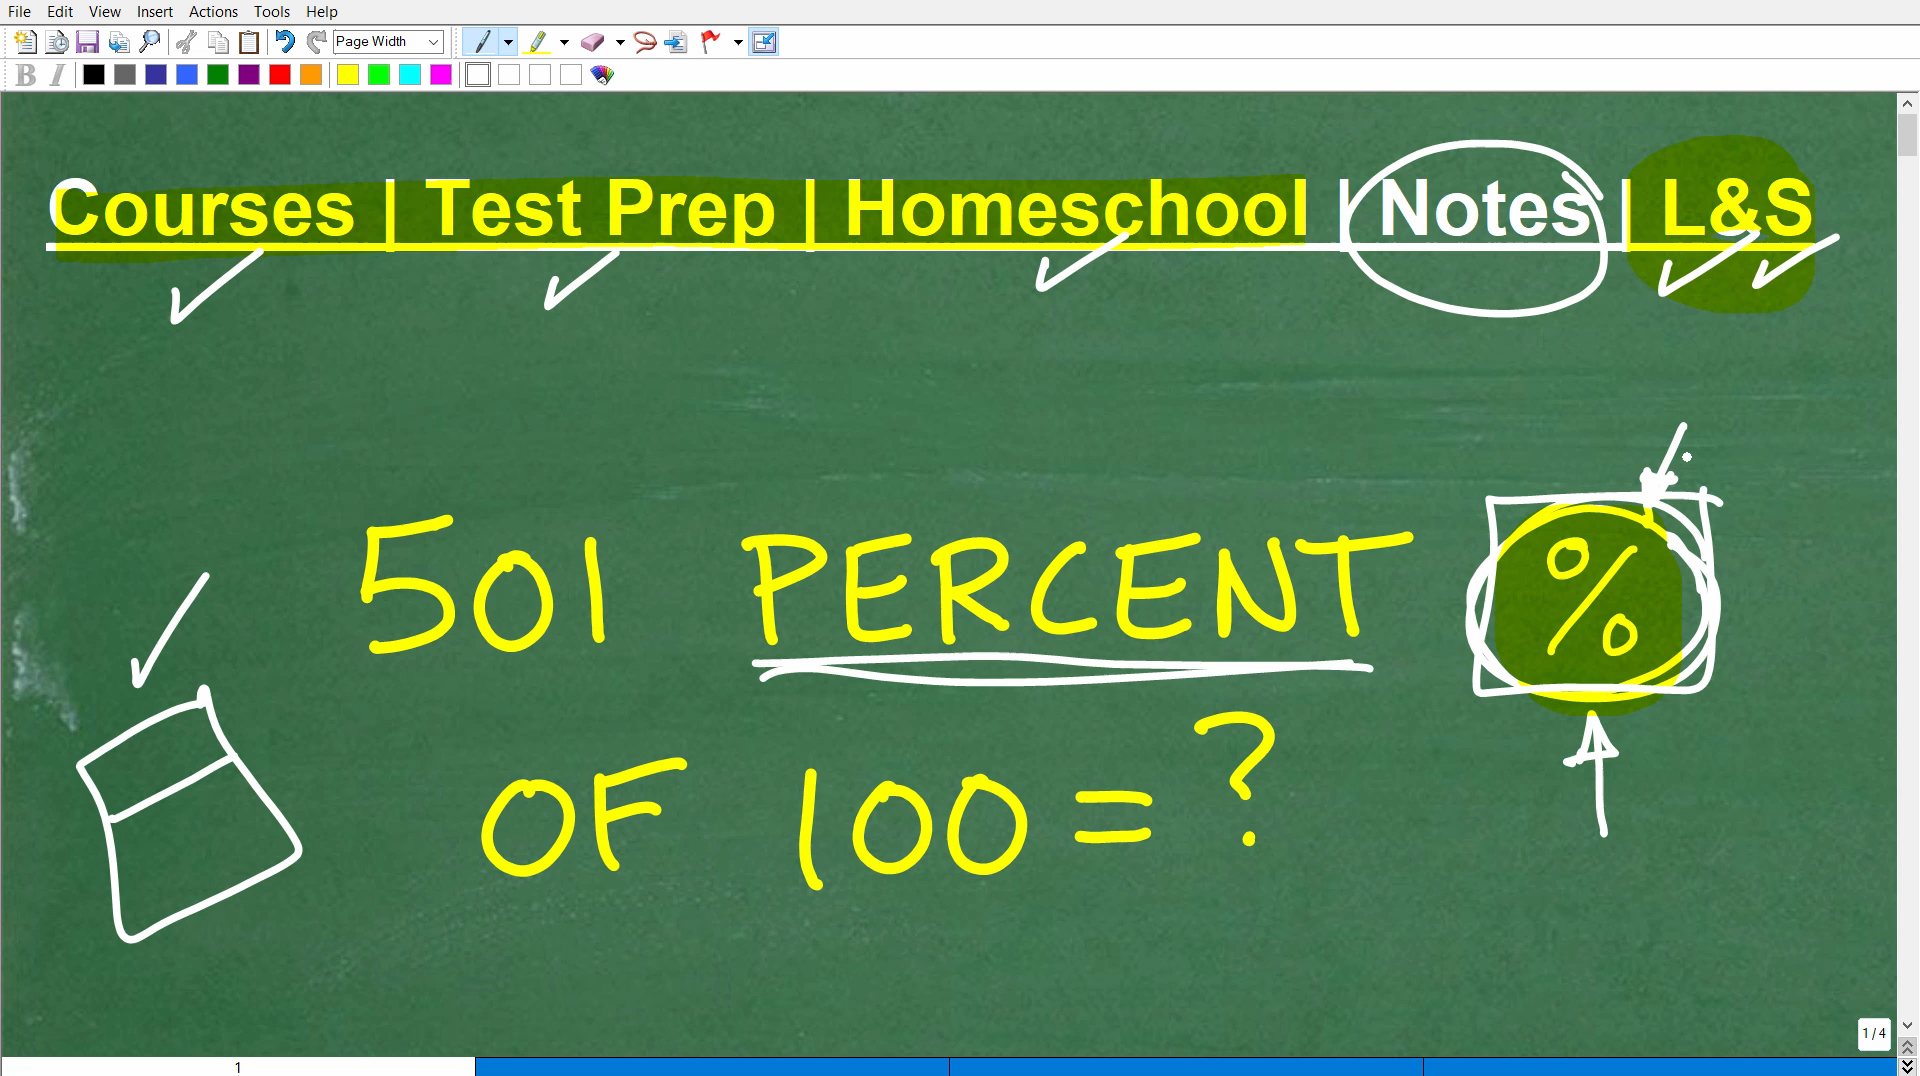 File Edit View Insert Actions Tools Help
Page Width
B I
Courses | Test Prep | Homeschool | Notes | L&S
501 PERCENT %
OF 100 = ?
1 / 4
1